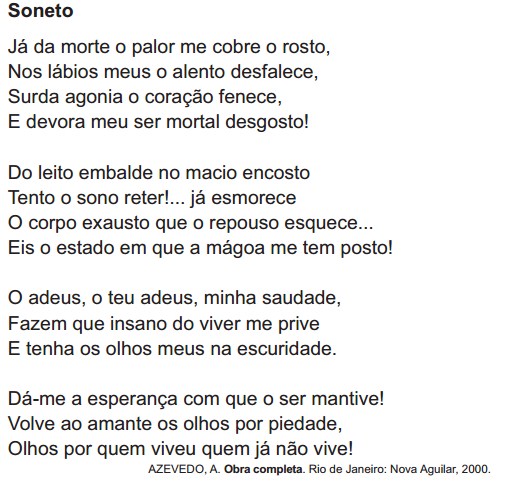 Soneto
Já da morte o palor me cobre o rosto,
Nos lábios meus o alento desfalece,
Surda agonia o coração fenece,
E devora meu ser mortal desgosto!
Do leito embalde no macio encosto
Tento o sono reter!... já esmorece
O corpo exausto que o repouso esquece...
Eis o estado em que a mágoa me tem posto!
O adeus, o teu adeus, minha saudade,
Fazem que insano do viver me prive
E tenha os olhos meus na escuridade.
Dá-me a esperança com que o ser mantive!
Volve ao amante os olhos por piedade,
Olhos por quem viveu quem já não vive!
AZEVEDO, A. Obra completa. Rio de Janeiro: Nova Aguilar, 2000.